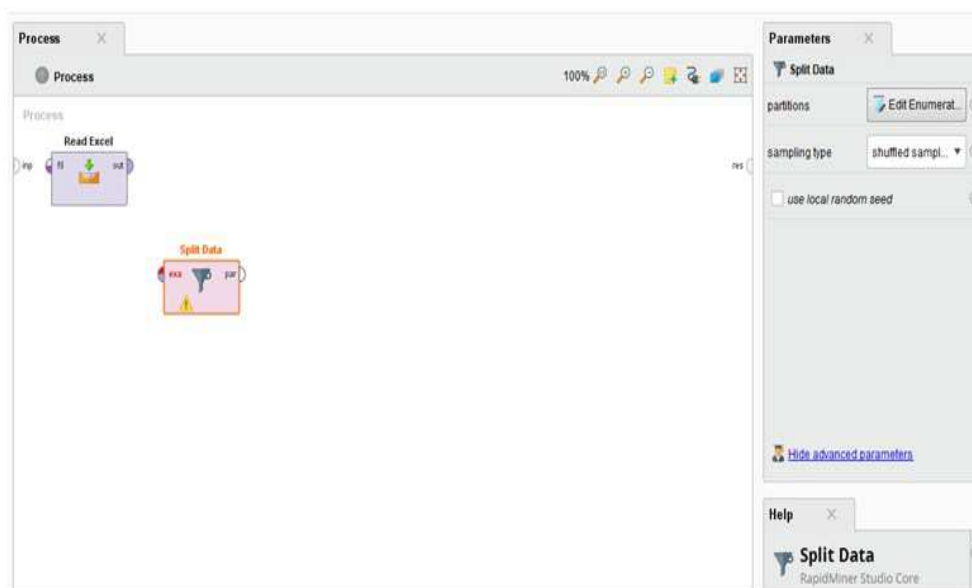 Process
Process
100%
Process
Read Excel
inp
fil
out
res
Split Data
exa
par
Parameters
Split Data
partitions
Edit Enumerat...
sampling type
shuffled sampl...
use local random seed
Hide advanced parameters
Help
Split Data
RapidMiner Studio Core